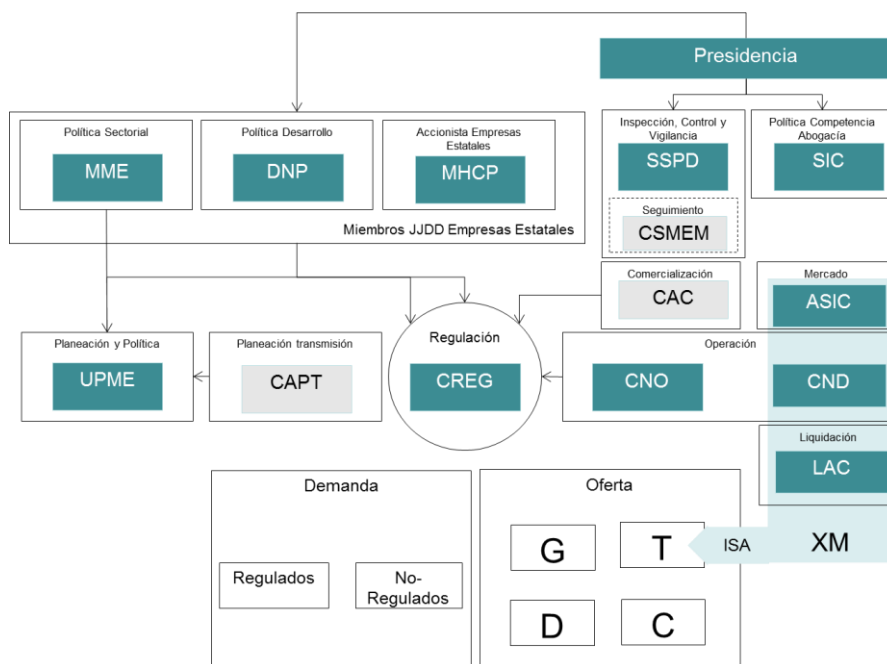 Presidencia
Política Sectorial
MME
Política Desarrollo
DNP
Accionista Empresas
Estatales
MHCP
Miembros JJDD Empresas Estatales
Inspección, Control y
Vigilancia
SSPD
Seguimiento
CSMEM
Política Competencia
Abogacía
SIC
Comercialización
CAC
Mercado
ASIC
Planeación y Política
UPME
Planeación transmisión
CAPT
Regulación
CREG
Operación
CNO
CND
Liquidación
LAC
Demanda
Regulados
No-
Regulados
Oferta
G
T
D
C
ISA
XM